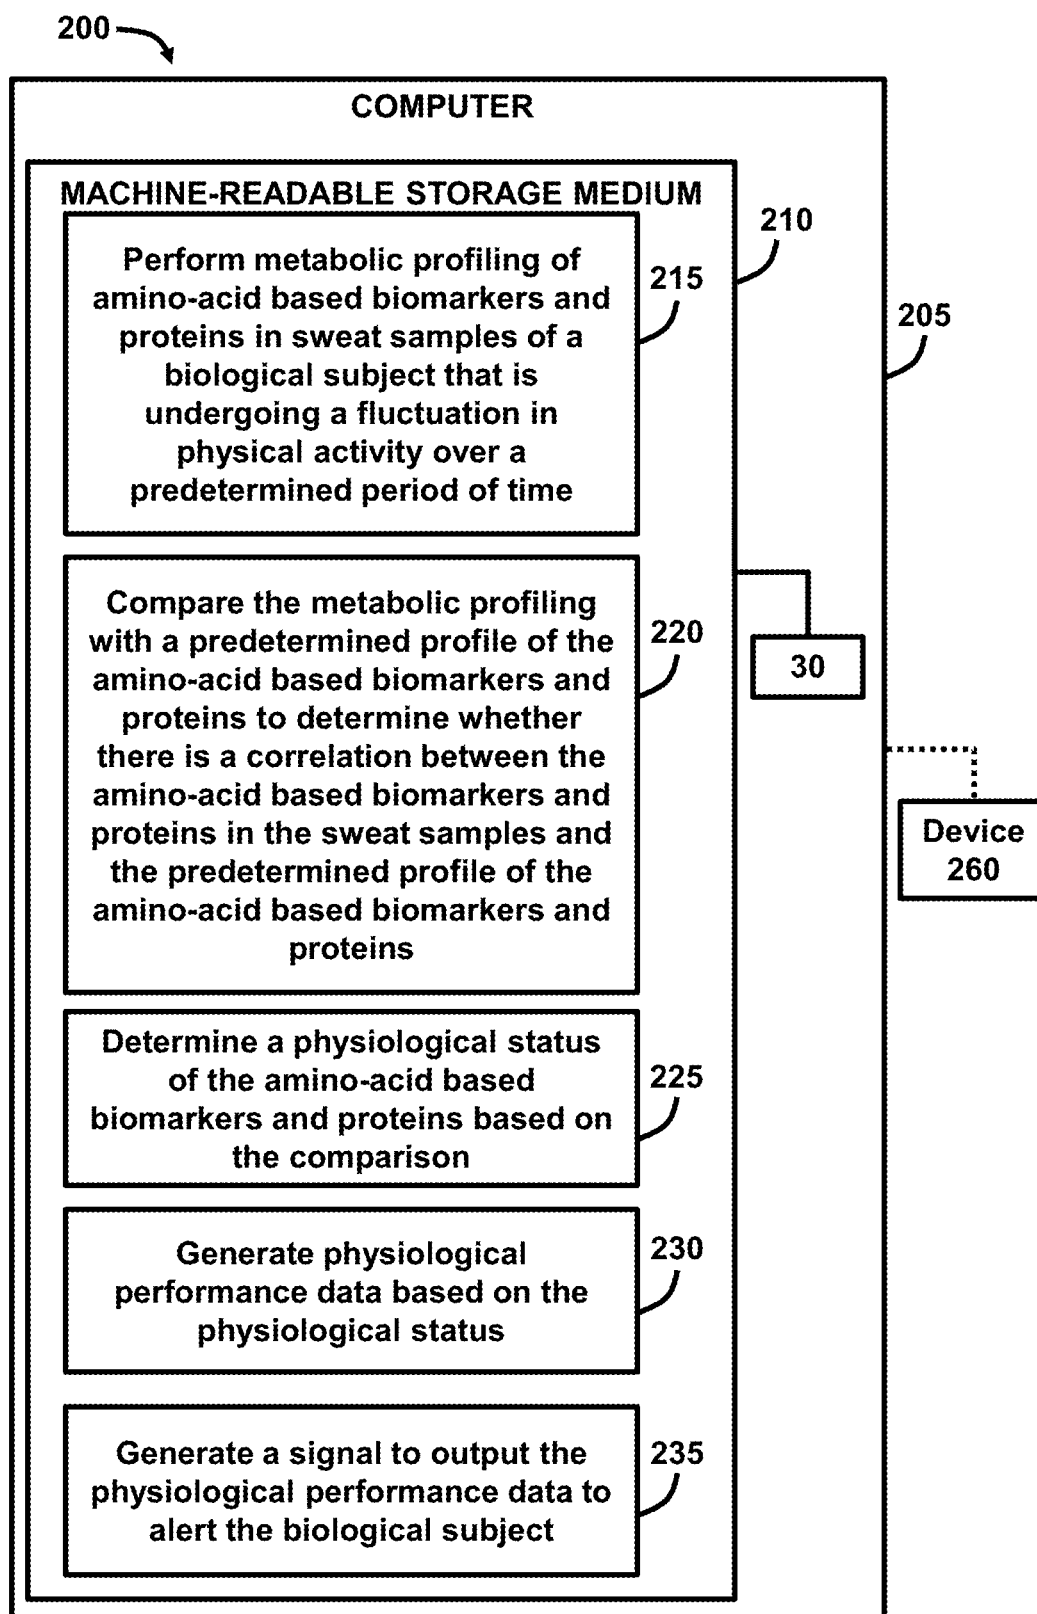 200
COMPUTER
MACHINE-READABLE STORAGE MEDIUM
210
Perform metabolic profiling of
amino-acid based biomarkers and
proteins in sweat samples of a
biological subject that is
undergoing a fluctuation in
physical activity over a
predetermined period of time
215
205
Compare the metabolic profiling
with a predetermined profile of the
amino-acid based biomarkers and
proteins to determine whether
there is a correlation between the
amino-acid based biomarkers and
proteins in the sweat samples and
the predetermined profile of the
amino-acid based biomarkers and
proteins
220
30
Device
260
Determine a physiological status
of the amino-acid based
biomarkers and proteins based on
the comparison
225
Generate physiological
performance data based on the
physiological status
230
Generate a signal to output the
physiological performance data to
alert the biological subject
235